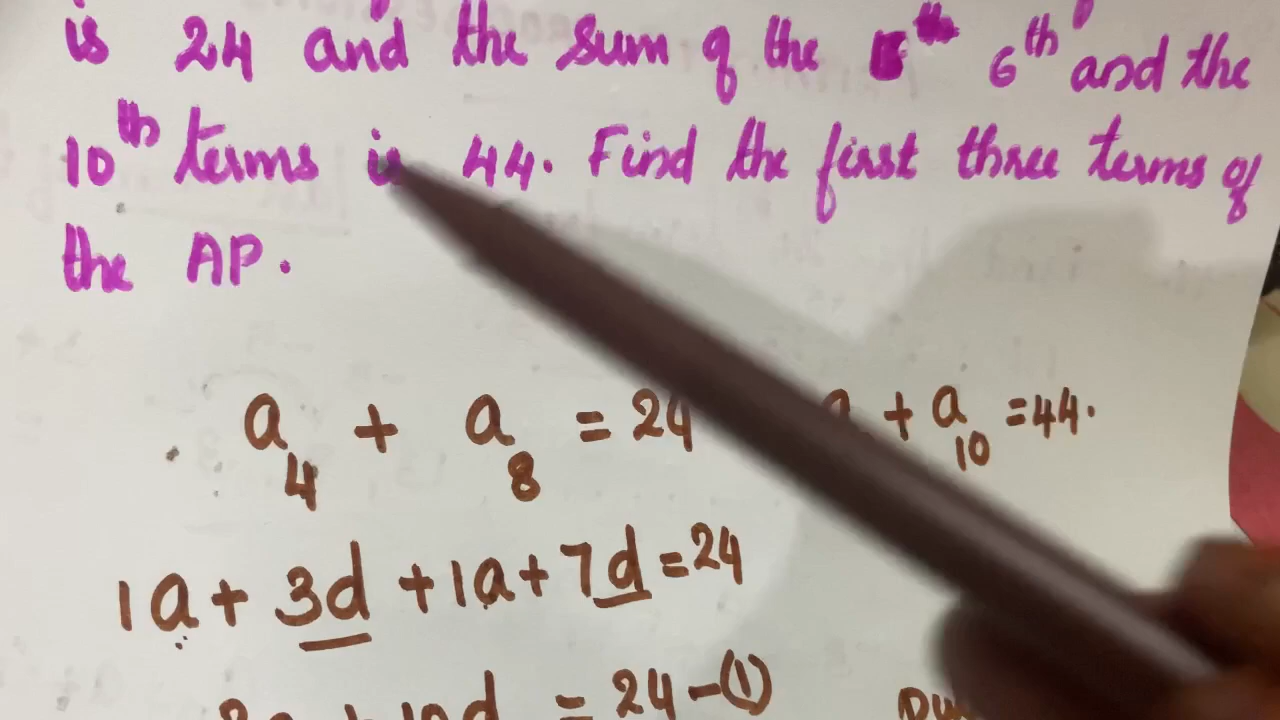 is 24 and the sum of the 6th and the
10th terms is 44. Find the first three terms of
the AP.
a4 + a8 = 24 + a10 = 44.
1a + 3d + 1a + 7d = 24
= 24 - (1)